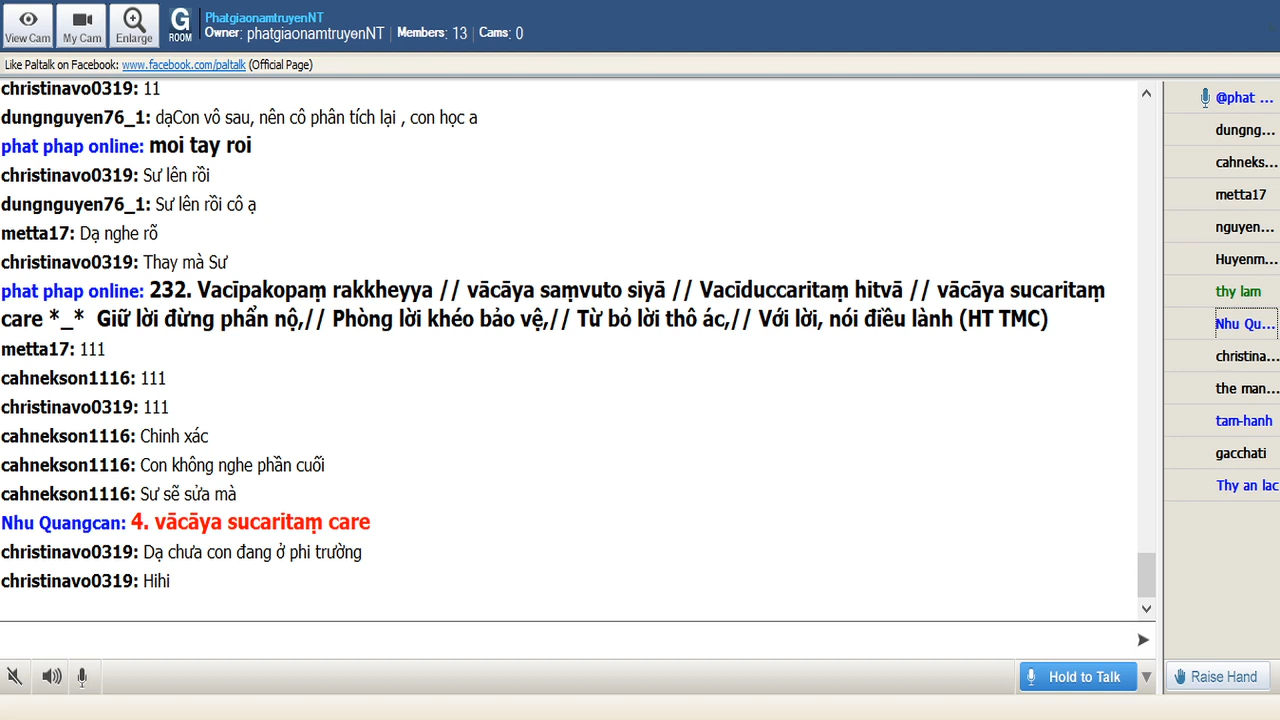 View Cam
My Cam
Enlarge
G
ROOM
PhatgiaonamtruyenNT
Owner: phatgiaonamtruyenNT | Members: 13 | Cams: 0
Like Paltalk on Facebook: www.facebook.com/paltalk (Official Page)
christinavo0319: 11
dungnguyen76_1: dạCon vô sau, nên cô phân tích lại , con học a
phat phap online: moi tay roi
christinavo0319: Sư lên rồi
dungnguyen76_1: Sư lên rồi cô ạ
metta17: Dạ nghe rõ
christinavo0319: Thay mà Sư
phat phap online: 232. Vacīpakopaṃ rakkheyya // vācāya saṃvuto siyā // Vacīduccaritaṃ hitvā // vācāya sucaritaṃ
care *_* Giữ lời đừng phẩn nộ,// Phòng lời khéo bảo vệ,// Từ bỏ lời thô ác,// Với lời, nói điều lành (HT TMC)
metta17: 111
cahnekson1116: 111
christinavo0319: 111
cahnekson1116: Chinh xác
cahnekson1116: Con không nghe phần cuối
cahnekson1116: Sư sẽ sửa mà
Nhu Quangcan: 4. vācāya sucaritaṃ care
christinavo0319: Dạ chưa con đang ở phi trường
christinavo0319: Hihi
@phat ...
dungng...
cahneks...
metta17
nguyen...
Huyenm...
thy lam
Nhu Qu...
christina...
the man...
tam-hanh
gacchati
Thy an lac
Hold to Talk
Raise Hand